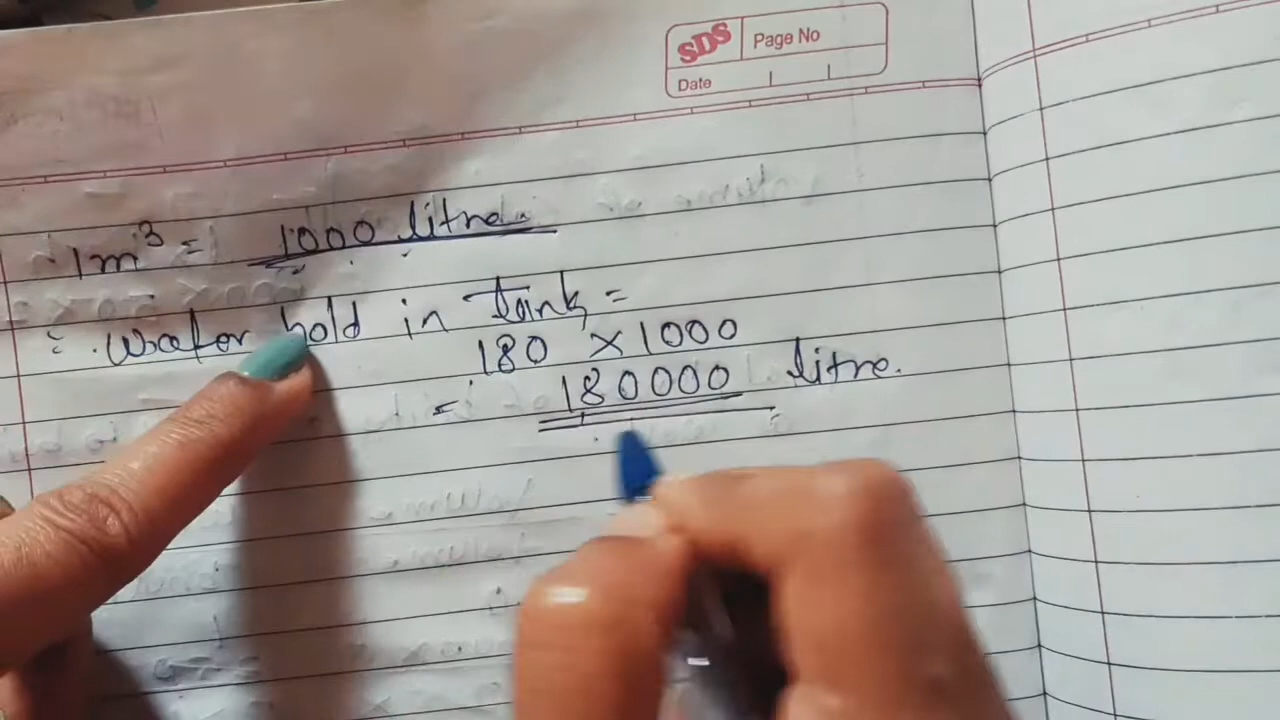 SDS Page No
Date
1m³ = 1000 litre.
: Water hold in tank =
180 × 1000
= 180000 litre.